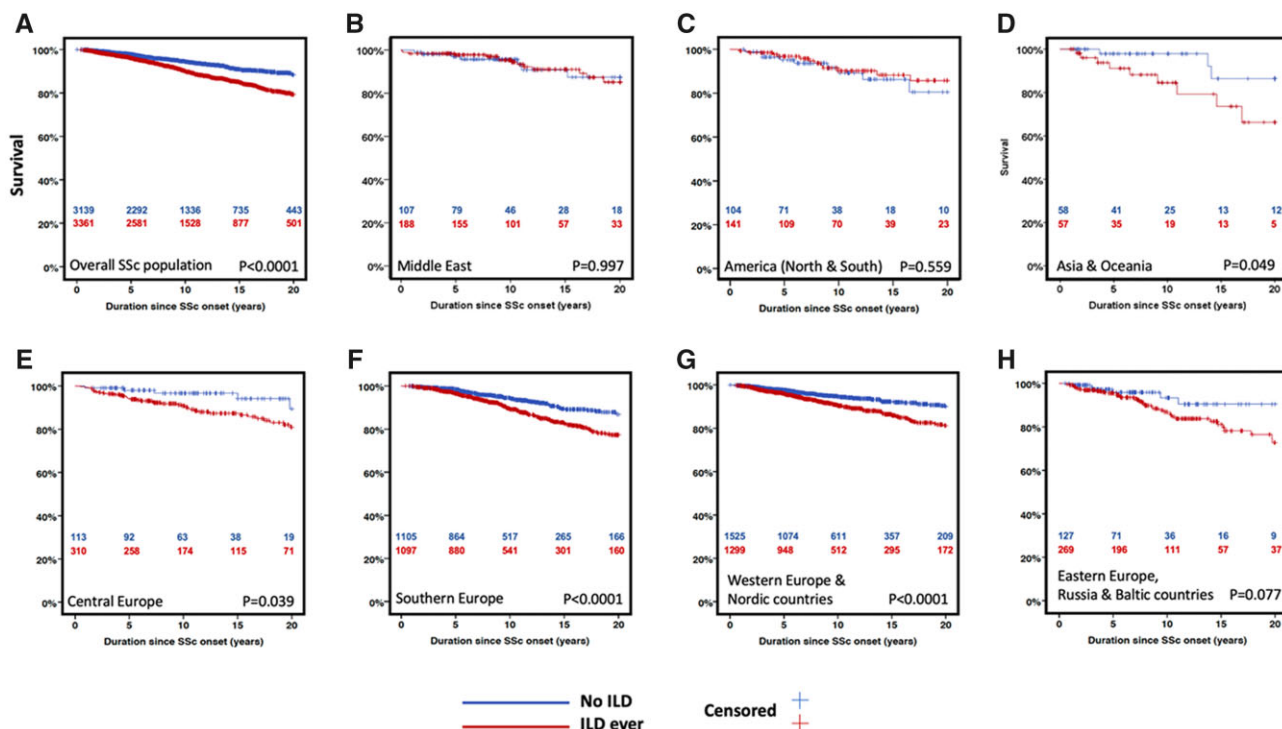 A
B
C
D
Survival
100%
80%
60%
40%
20%
0%
3139 2292 1336 735 443
3361 2581 1528 877 501
Overall SSc population P<0.0001
0 5 10 15 20
Duration since SSc onset (years)
100%
80%
60%
40%
20%
0%
107 79 46 28 18
188 155 101 57 33
Middle East P=0.997
0 5 10 15 20
Duration since SSc onset (years)
100%
80%
60%
40%
20%
0%
104 71 38 18 10
141 109 70 39 23
America (North & South) P=0.559
0 5 10 15 20
Duration since SSc onset (years)
Survival
100%
80%
60%
40%
20%
0%
58 41 25 13 12
57 35 19 13 5
Asia & Oceania P=0.049
0 5 10 15 20
Duration since SSc onset (years)
E
F
G
H
100%
80%
60%
40%
20%
0%
113 92 63 38 19
310 258 174 115 71
Central Europe P=0.039
0 5 10 15 20
Duration since SSc onset (years)
100%
80%
60%
40%
20%
0%
1105 864 517 265 166
1097 880 541 301 160
Southern Europe P<0.0001
0 5 10 15 20
Duration since SSc onset (years)
100%
80%
60%
40%
20%
0%
1525 1074 611 357 209
1299 948 512 295 172
Western Europe &
Nordic countries P<0.0001
0 5 10 15 20
Duration since SSc onset (years)
100%
80%
60%
40%
20%
0%
127 71 36 16 9
269 196 111 57 37
Eastern Europe,
Russia & Baltic countries P=0.077
0 5 10 15 20
Duration since SSc onset (years)
No ILD
ILD ever
Censored